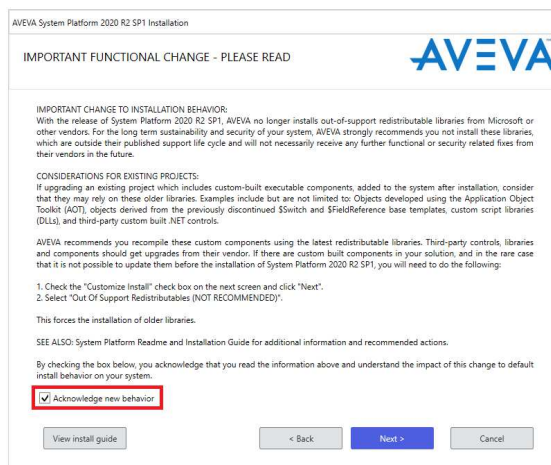 AVEVA System Platform 2020 R2 SP1 Installation
IMPORTANT FUNCTIONAL CHANGE - PLEASE READ
AVEVA
IMPORTANT CHANGE TO INSTALLATION BEHAVIOR:
With the release of System Platform 2020 R2 SP1, AVEVA no longer installs out-of-support redistributable libraries from Microsoft or
other vendors. For the long term sustainability and security of your system, AVEVA strongly recommends you not install these libraries,
which are outside their published support life cycle and will not necessarily receive any further functional or security related fixes from
their vendors in the future.
CONSIDERATIONS FOR EXISTING PROJECTS:
If upgrading an existing project which includes custom-built executable components, added to the system after installation, consider
that they may rely on these older libraries. Examples include but are not limited to: Objects developed using the Application Object
Toolkit (AOT), objects derived from the previously discontinued $Switch and $FieldReference base templates, custom script libraries
(DLLs), and third-party custom built .NET controls.
AVEVA recommends you recompile these custom components using the latest redistributable libraries. Third-party controls, libraries
and components should get upgrades from their vendor. If there are custom built components in your solution, and in the rare case
that it is not possible to update them before the installation of System Platform 2020 R2 SP1, you will need to do the following:
1. Check the "Customize Install" check box on the next screen and click "Next".
2. Select "Out Of Support Redistributables (NOT RECOMMENDED)".
This forces the installation of older libraries.
SEE ALSO: System Platform Readme and Installation Guide for additional information and recommended actions.
By checking the box below, you acknowledge that you read the information above and understand the impact of this change to default
install behavior on your system.
Acknowledge new behavior
View install guide
< Back
Next >
Cancel